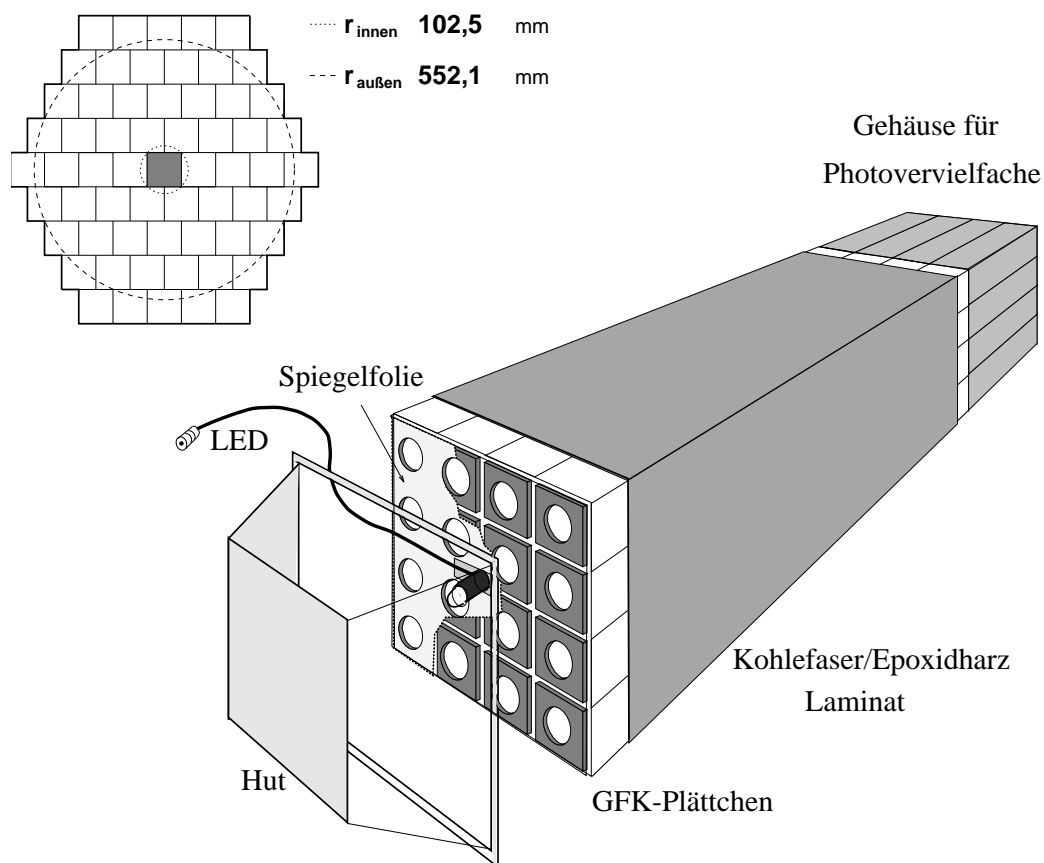 r innen 102,5 mm
r außen 552,1 mm
Gehäuse für
Photovervielfache
Spiegelfolie
LED
Kohlefaser/Epoxidharz
Laminat
Hut
GFK-Plättchen